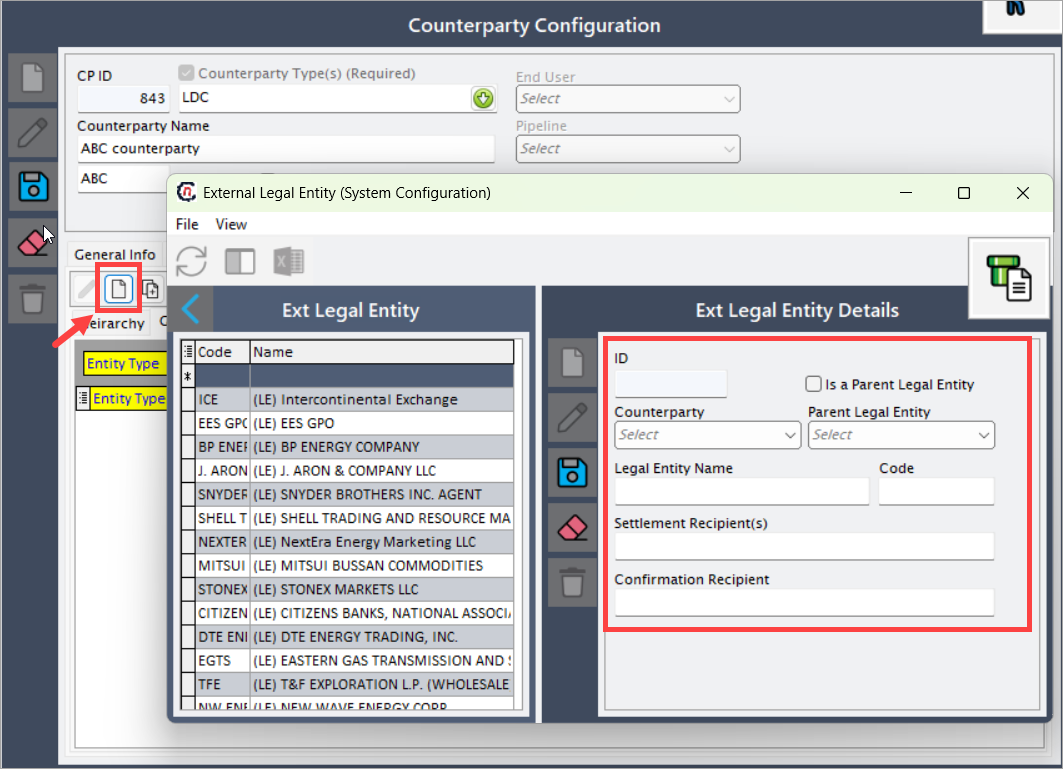 Counterparty Configuration
CP ID
Counterparty Type(s) (Required)
End User
843
LDC
Select
Counterparty Name
Pipeline
ABC counterparty
Select
ABC
External Legal Entity (System Configuration)
File View
General Info
eirarchy
Entity Type
Entity Type
Ext Legal Entity
Code Name
*
ICE (LE) Intercontinental Exchange
EES GPO (LE) EES GPO
BP ENER (LE) BP ENERGY COMPANY
J. ARON (LE) J. ARON & COMPANY LLC
SNYDER (LE) SNYDER BROTHERS INC. AGENT
SHELL T (LE) SHELL TRADING AND RESOURCE MA
NEXTER (LE) NextEra Energy Marketing LLC
MITSUI (LE) MITSUI BUSSAN COMMODITIES
STONEX (LE) STONEX MARKETS LLC
CITIZEN (LE) CITIZENS BANKS, NATIONAL ASSOCI
DTE ENE (LE) DTE ENERGY TRADING, INC.
EGTS (LE) EASTERN GAS TRANSMISSION AND
TFE (LE) T&F EXPLORATION L.P. (WHOLESALE
NW ENE (LE) NEW WAVE ENERGY CORP
Ext Legal Entity Details
ID
Is a Parent Legal Entity
Counterparty Parent Legal Entity
Select Select
Legal Entity Name Code
Settlement Recipient(s)
Confirmation Recipient